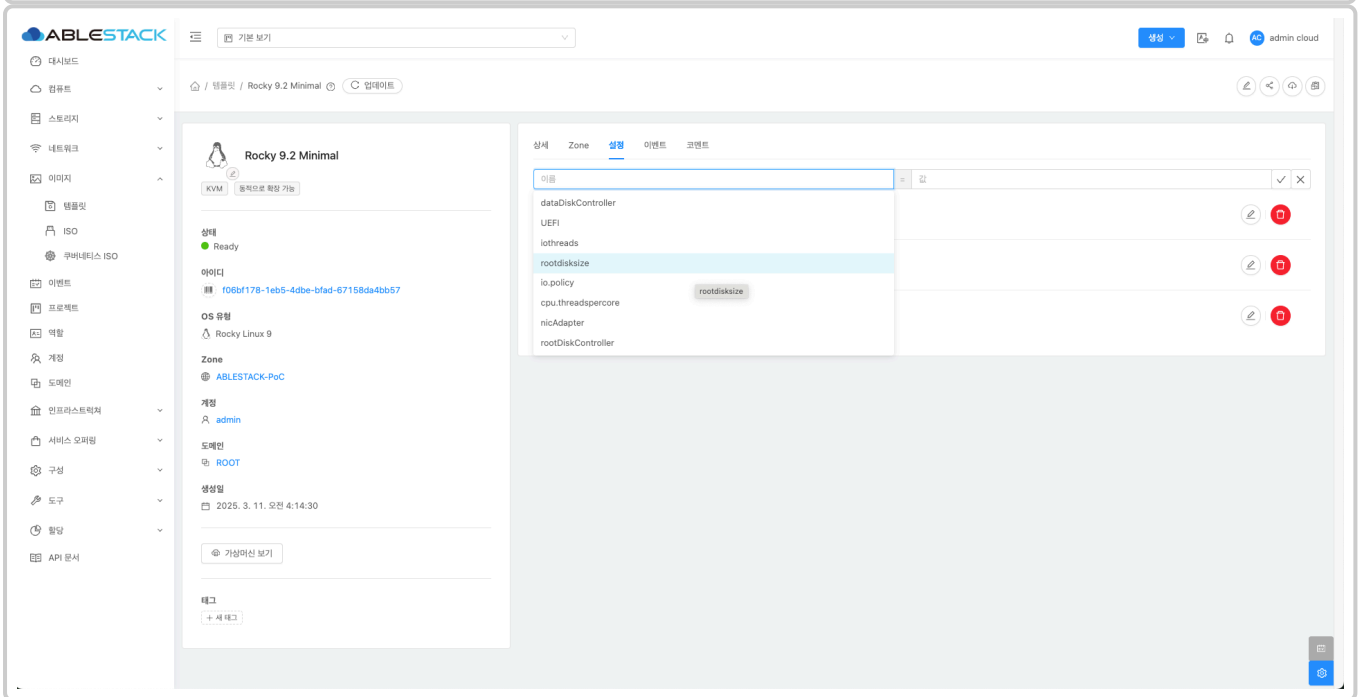 ABLESTACK
기본 보기
생성
AC
admin cloud
대시보드
컴퓨트
스토리지
네트워크
이미지
템플릿
ISO
쿠버네티스 ISO
이벤트
프로젝트
역할
계정
도메인
인프라스트럭쳐
서비스 오퍼링
구성
도구
할당
API 문서
/ 템플릿 / Rocky 9.2 Minimal
업데이트
Rocky 9.2 Minimal
KVM
동적으로 확장 가능
상태
Ready
아이디
f06bf178-1eb5-4dbe-bfad-67158da4bb57
OS 유형
Rocky Linux 9
Zone
ABLESTACK-PoC
계정
admin
도메인
ROOT
생성일
2025. 3. 11. 오전 4:14:30
가상머신 보기
태그
+ 새 태그
상세
Zone
설정
이벤트
코멘트
이름
=
값
dataDiskController
UEFI
iothreads
rootdisksize
io.policy
rootdisksize
cpu.threadspercore
nicAdapter
rootDiskController